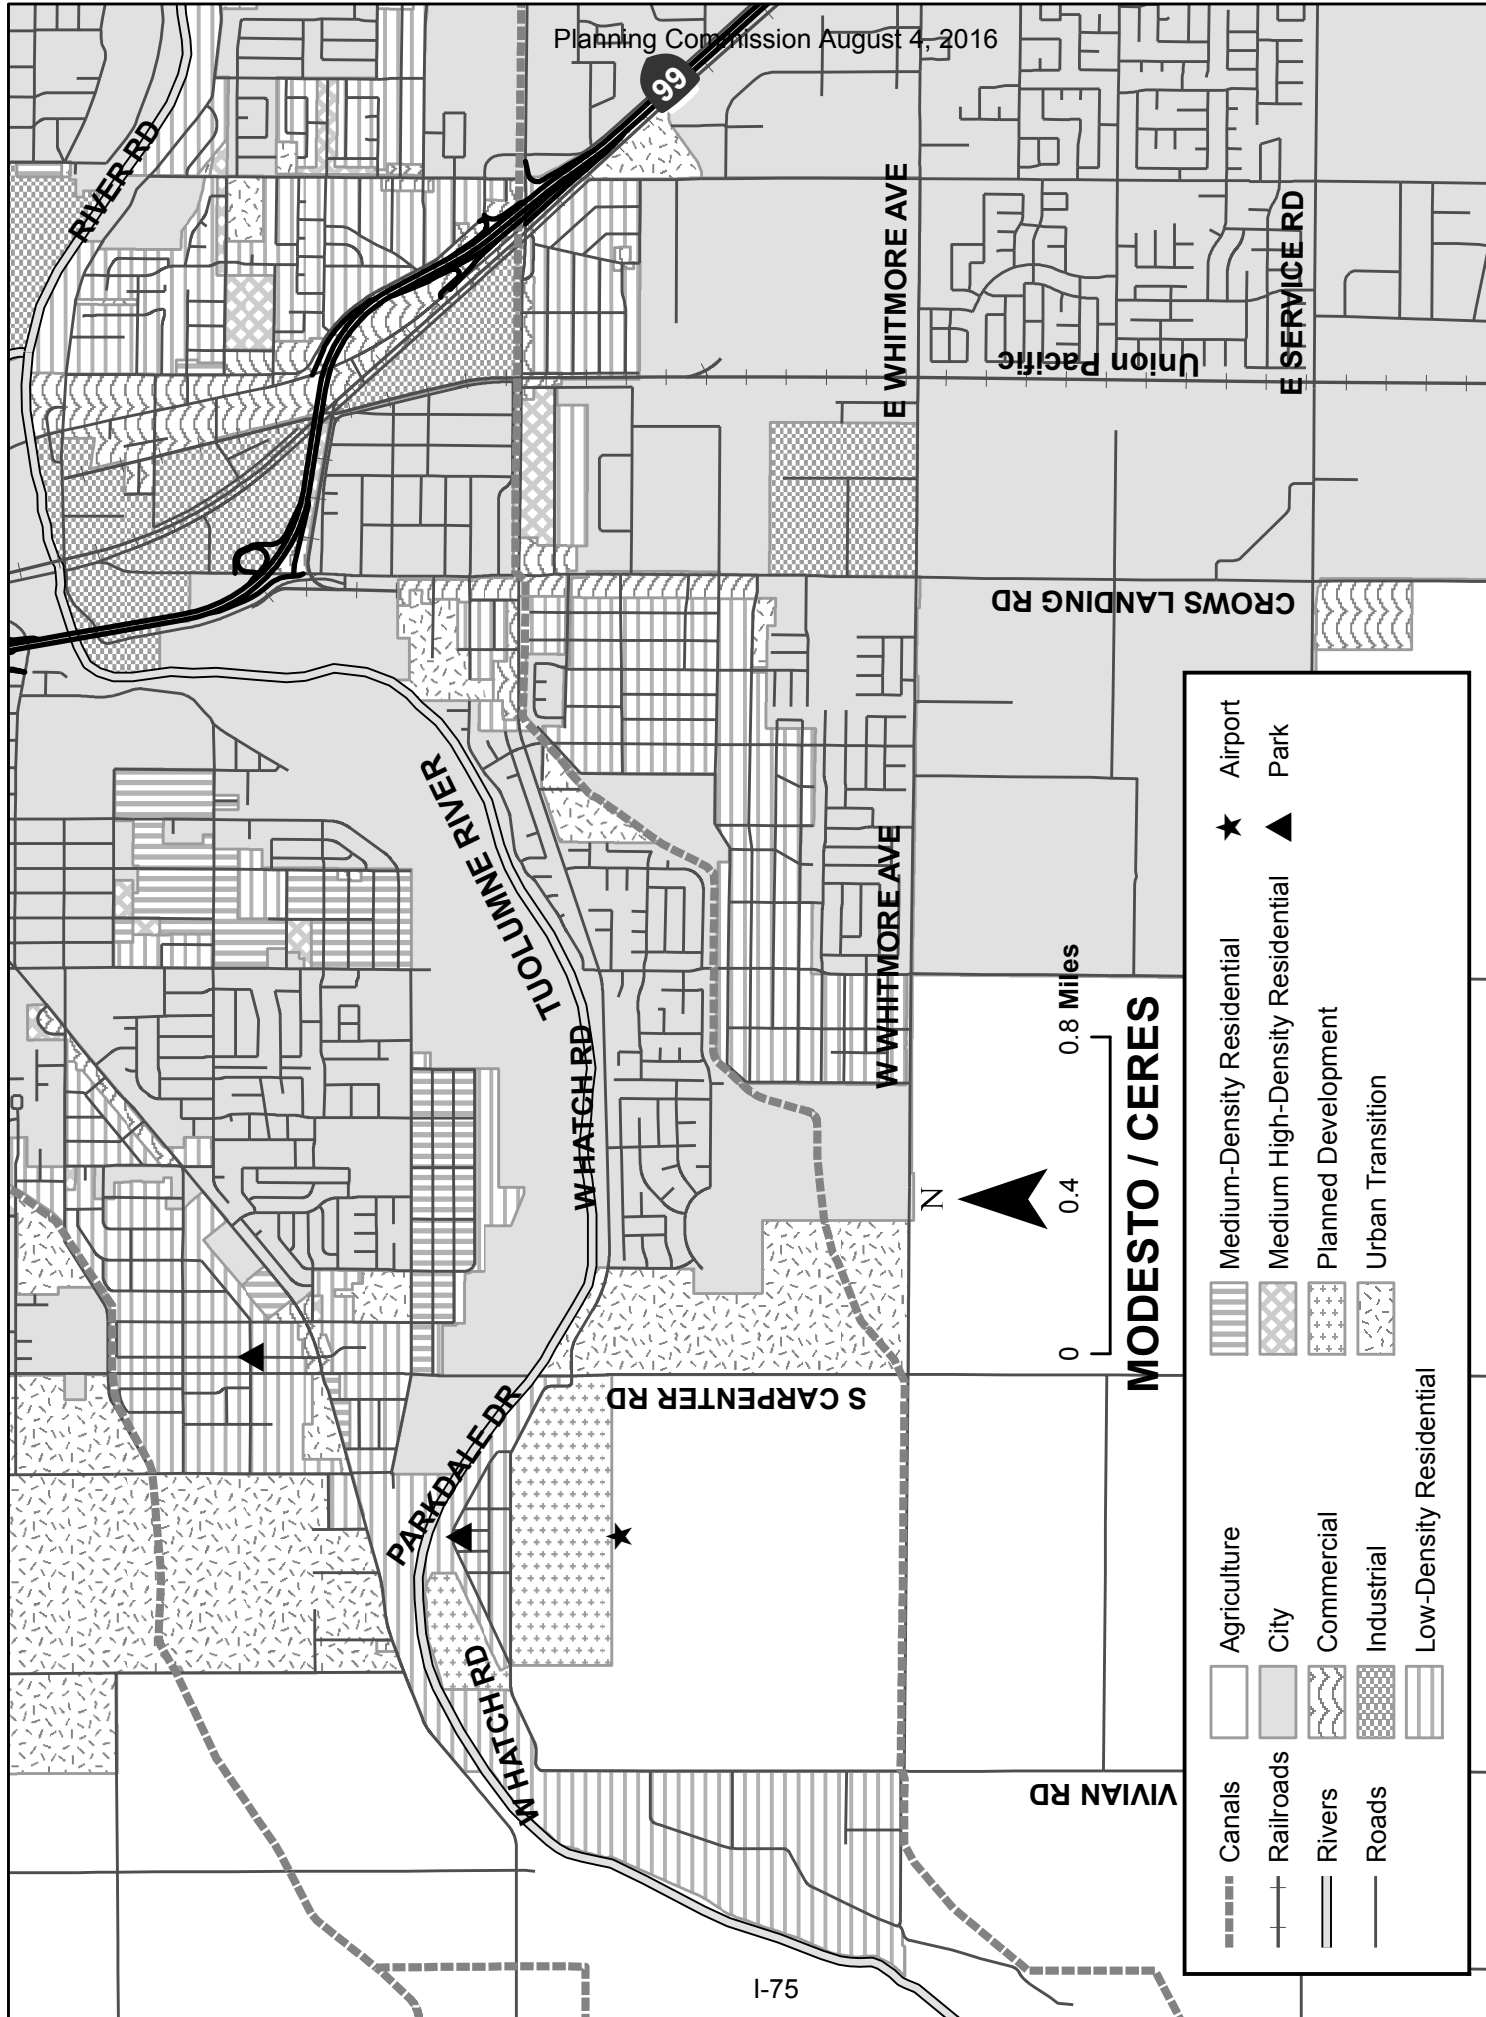 Planning Commission August 4, 2016
99
RIVER RD
E WHITMORE AVE
Union Pacific
E SERVICE RD
CROWS LANDING RD
TUOLUMNE RIVER
W HATCH RD
W WHITMORE AVE
S CARPENTER RD
PARKDALE DR
W HATCH RD
VIVIAN RD
N
0 0.4 0.8 Miles
MODESTO / CERES
Canals
Railroads
Rivers
Roads
Agriculture
City
Commercial
Industrial
Low-Density Residential
Medium-Density Residential
Medium High-Density Residential
Planned Development
Urban Transition
Airport
Park
I-75